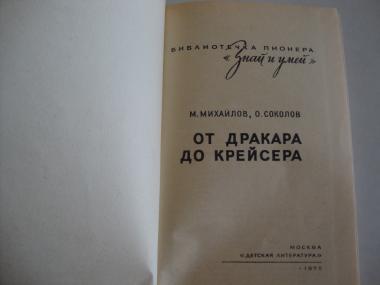 БИБЛИОТЕЧКА ПИОНЕРА
«Знай и умей»
М. МИХАЙЛОВ, О. СОКОЛОВ
ОТ ДРАКАРА
ДО КРЕЙСЕРА
МОСКВА
«ДЕТСКАЯ ЛИТЕРАТУРА»